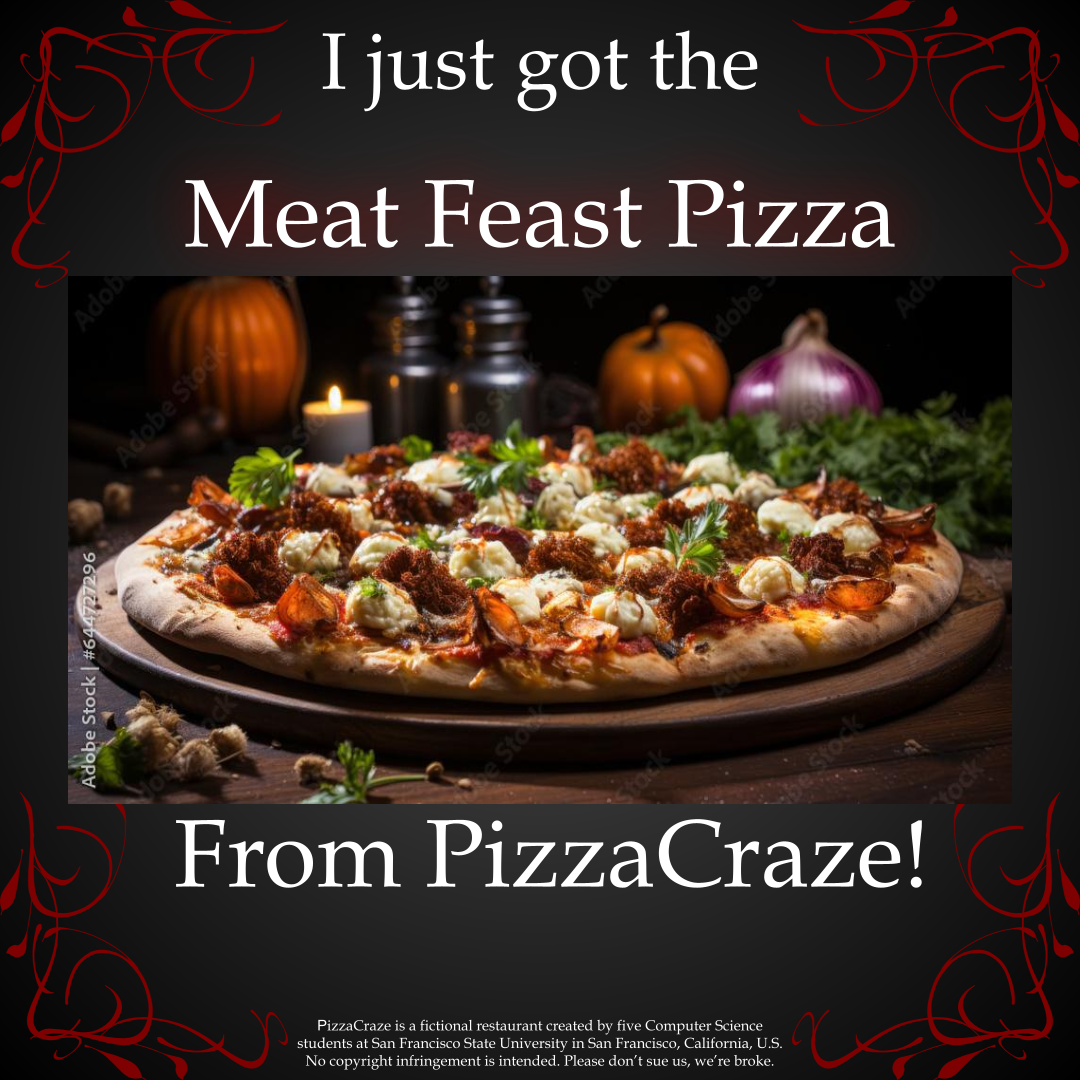 I just got the
Meat Feast Pizza
Adobe Stock | #644727296
From PizzaCraze!
PizzaCraze is a fictional restaurant created by five Computer Science
students at San Francisco State University in San Francisco, California, U.S.
No copyright infringement is intended. Please don’t sue us, we’re broke.